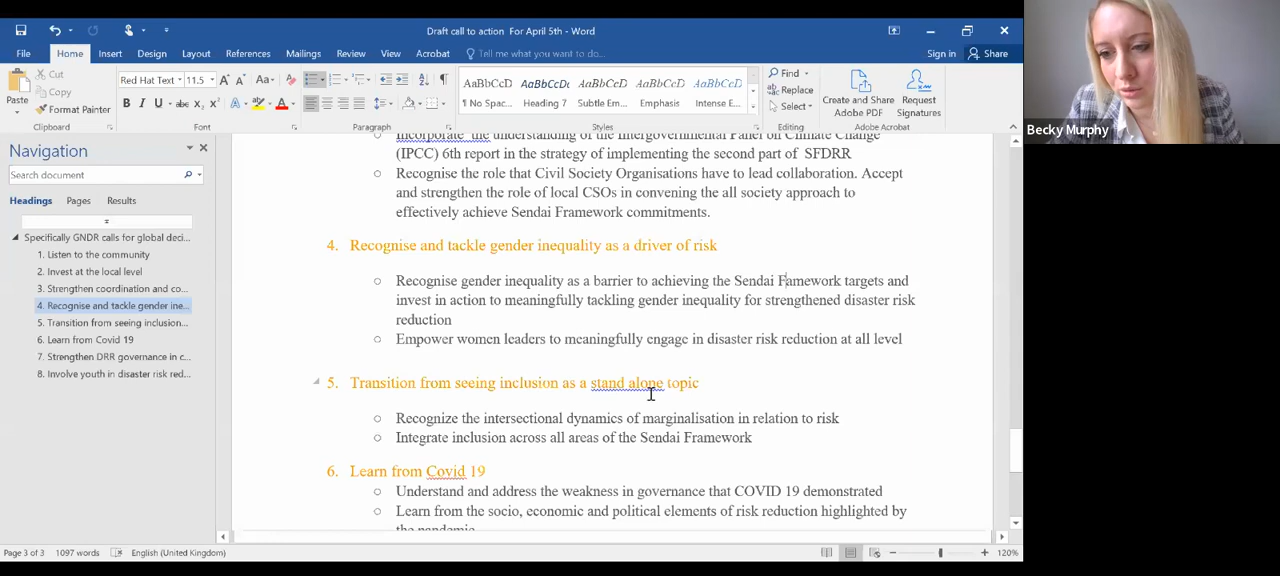 Draft call to action For April 5th - Word
File Home Insert Design Layout References Mailings Review View Acrobat Tell me what you want to do... Sign in Share
Paste
Cut
Copy
Format Painter
Clipboard
Red Hat Text 11.5
Font
Paragraph
AaBbCcD AaBbCcDc AaBbCcD AaBbCcD AaBbCcD
¶ No Spac... Heading 7 Subtle Em... Emphasis Intense E...
Styles
Find
Replace
Select
Editing
Create and Share
Adobe PDF
Request
Signatures
Adobe Acrobat
Navigation
Search document
Headings Pages Results
Specifically GNDR calls for global deci...
1. Listen to the community
2. Invest at the local level
3. Strengthen coordination and co...
4. Recognise and tackle gender ine...
5. Transition from seeing inclusion...
6. Learn from Covid 19
7. Strengthen DRR governance in c...
8. Involve youth in disaster risk red...
Incorporate the understanding of the Intergovernmental Panel on Climate Change
(IPCC) 6th report in the strategy of implementing the second part of SFDRR
Recognise the role that Civil Society Organisations have to lead collaboration. Accept
and strengthen the role of local CSOs in convening the all society approach to
effectively achieve Sendai Framework commitments.
4. Recognise and tackle gender inequality as a driver of risk
Recognise gender inequality as a barrier to achieving the Sendai Framework targets and
invest in action to meaningfully tackling gender inequality for strengthened disaster risk
reduction
Empower women leaders to meaningfully engage in disaster risk reduction at all level
5. Transition from seeing inclusion as a stand alone topic
Recognize the intersectional dynamics of marginalisation in relation to risk
Integrate inclusion across all areas of the Sendai Framework
6. Learn from Covid 19
Understand and address the weakness in governance that COVID 19 demonstrated
Learn from the socio, economic and political elements of risk reduction highlighted by
the pandemic
Page 3 of 3 1097 words English (United Kingdom) 120%
Becky Murphy